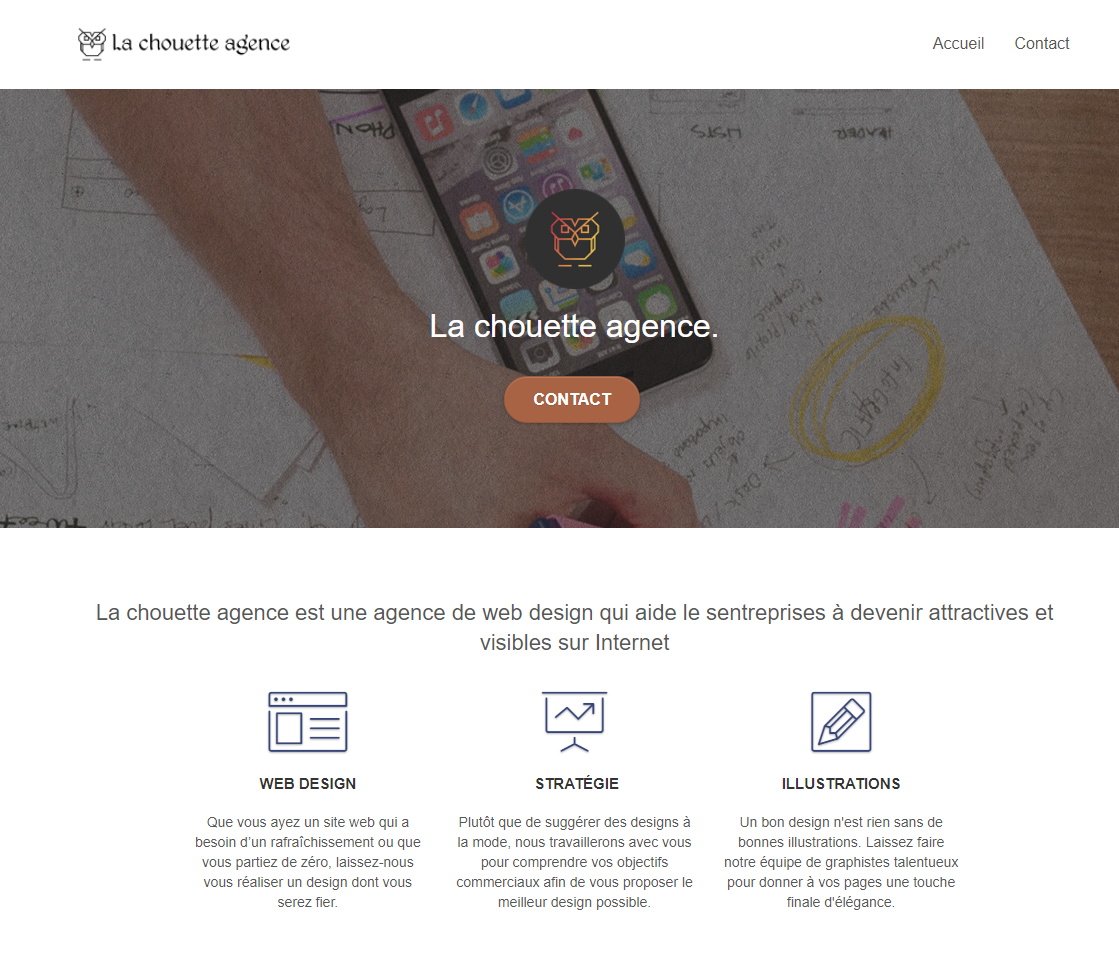 La chouette agence
Accueil
Contact
PHON
LISTS
HEADER
INFOGRAFIC
La chouette agence.
CONTACT
La chouette agence est une agence de web design qui aide le sentreprises à devenir attractives et
visibles sur Internet
WEB DESIGN
Que vous ayez un site web qui a
besoin d’un rafraîchissement ou que
vous partiez de zéro, laissez-nous
vous réaliser un design dont vous
serez fier.
STRATÉGIE
Plutôt que de suggérer des designs à
la mode, nous travaillerons avec vous
pour comprendre vos objectifs
commerciaux afin de vous proposer le
meilleur design possible.
ILLUSTRATIONS
Un bon design n'est rien sans de
bonnes illustrations. Laissez faire
notre équipe de graphistes talentueux
pour donner à vos pages une touche
finale d'élégance.